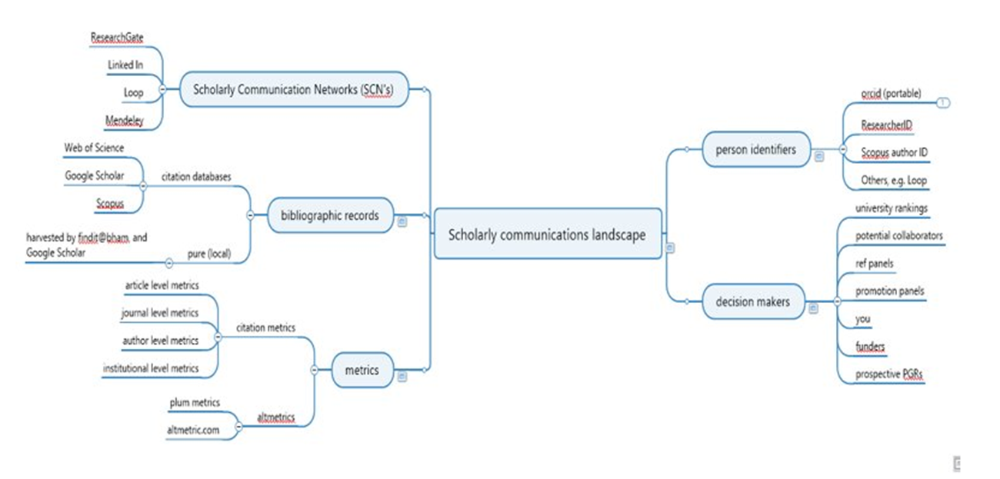 ResearchGate
Linked In
Loop
Mendeley
Scholarly Communication Networks (SCN's)
Web of Science
Google Scholar
Scopus
citation databases
harvested by findit@bham, and
Google Scholar
pure (local)
bibliographic records
article level metrics
journal level metrics
author level metrics
institutional level metrics
citation metrics
plum metrics
altmetric.com
altmetrics
metrics
Scholarly communications landscape
person identifiers
orcid (portable)
1
ResearcherID
Scopus author ID
Others, e.g. Loop
decision makers
university rankings
potential collaborators
ref panels
promotion panels
you
funders
prospective PGRs